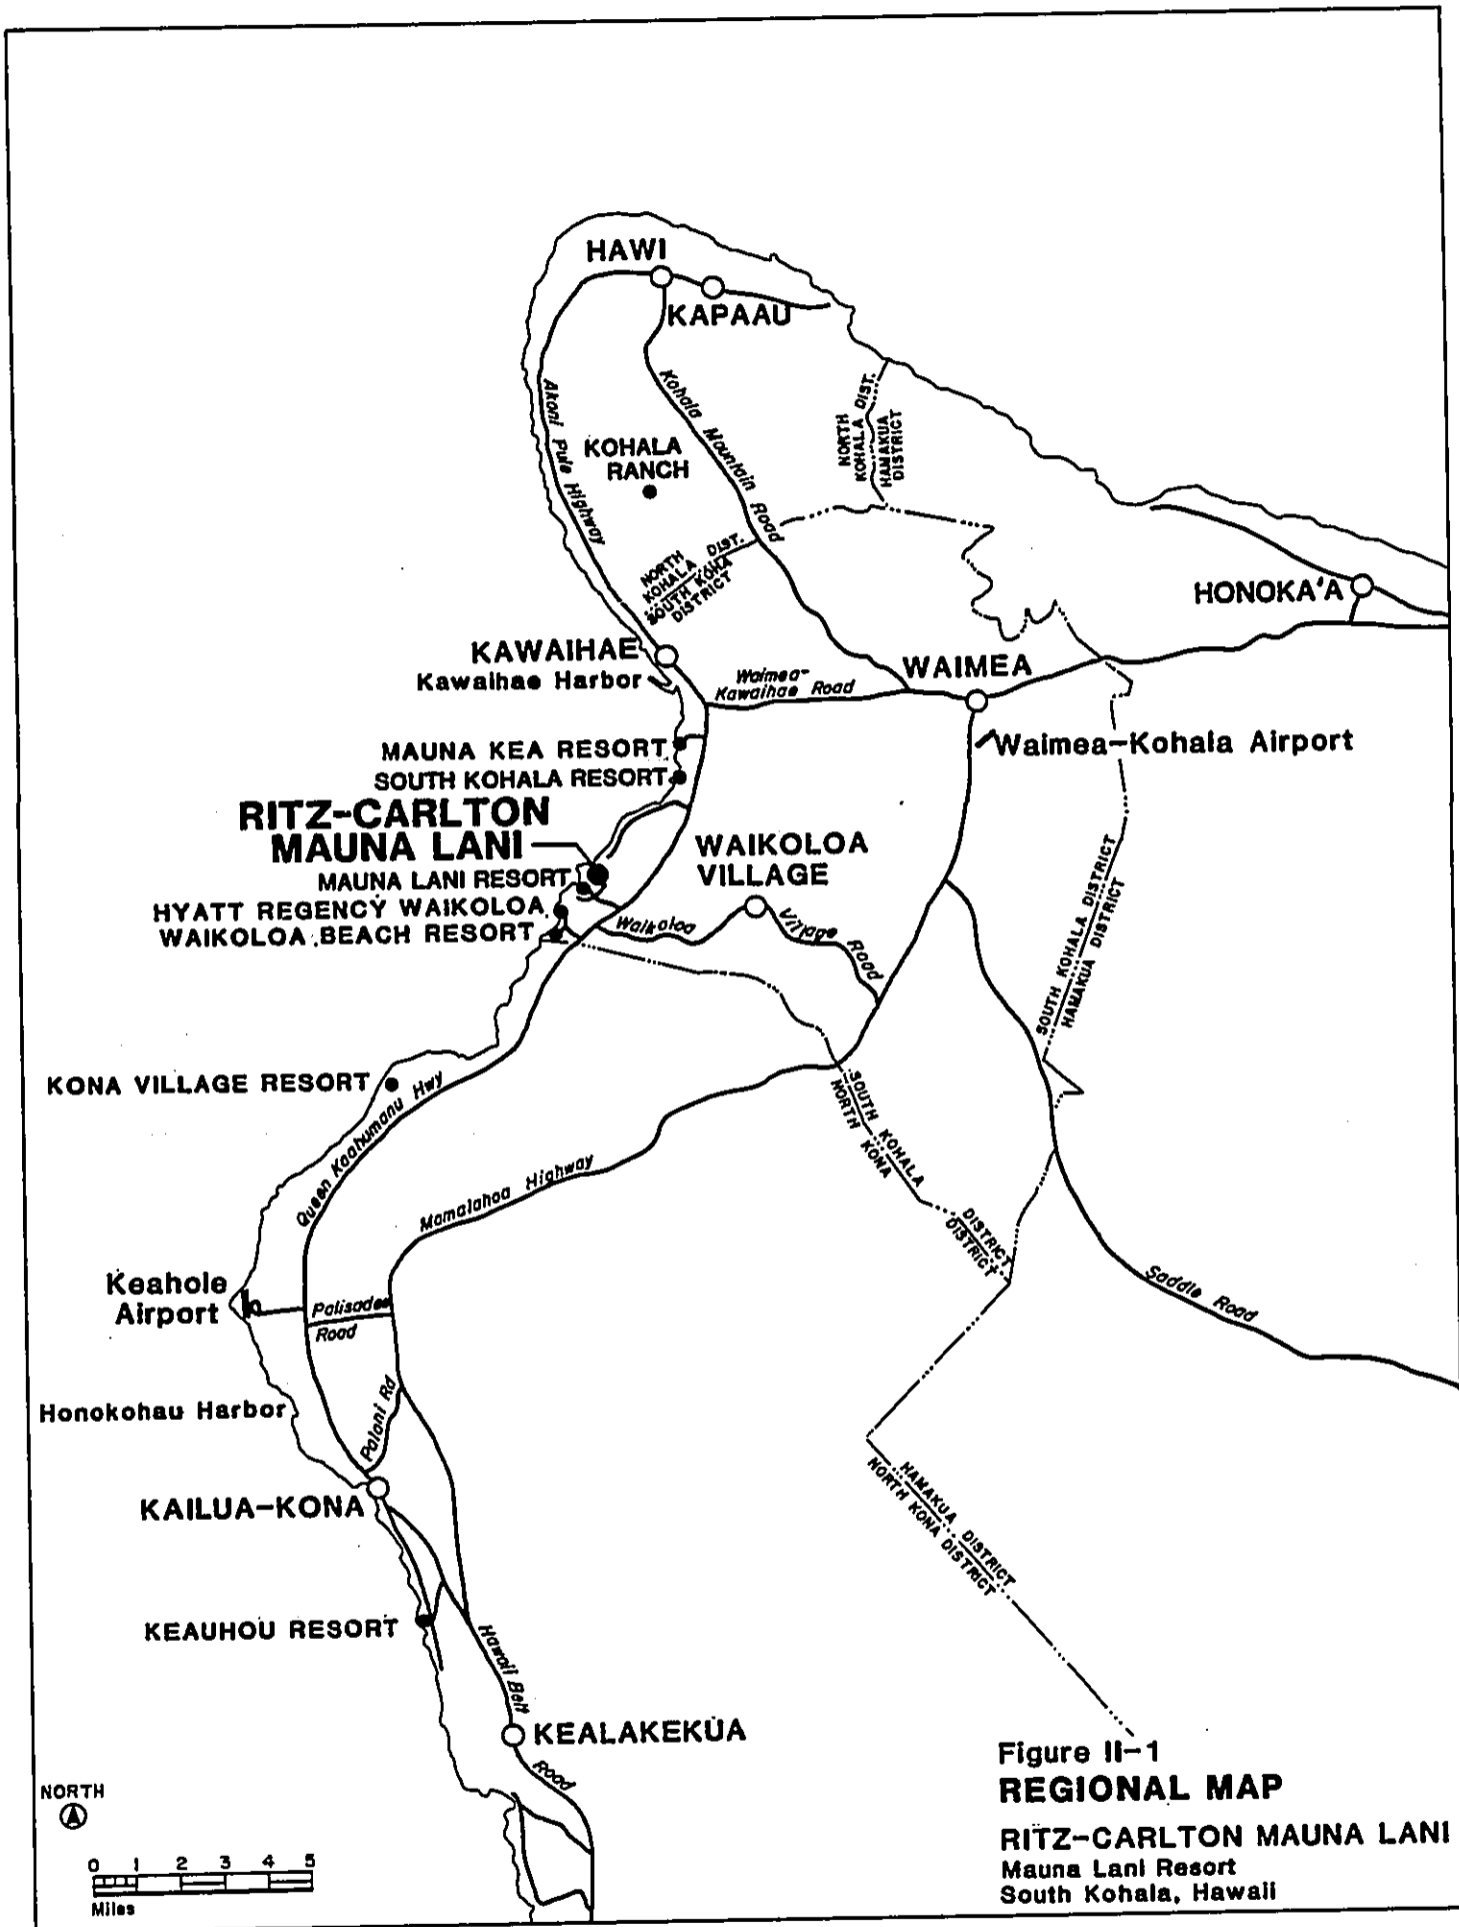 HAWI
KAPAAU
Akoni Pule Highway
Kohala Mountain Road
KOHALA
RANCH
NORTH
KOHALA DIST.
HAMAKUA
DISTRICT
NORTH
KOHALA DIST.
SOUTH KOHA
DISTRICT
HONOKA'A
KAWAIHAE
Kawaihae Harbor
WAIMEA
Waimea-
Kawaihae Road
Waimea-Kohala Airport
MAUNA KEA RESORT
SOUTH KOHALA RESORT
RITZ-CARLTON
MAUNA LANI
MAUNA LANI RESORT
HYATT REGENCY WAIKOLOA
WAIKOLOA BEACH RESORT
WAIKOLOA
VILLAGE
Waikoloa Village Road
SOUTH KOHALA DISTRICT
HAMAKUA DISTRICT
KONA VILLAGE RESORT
Queen Kaahumanu Hwy
SOUTH KOHALA DISTRICT
NORTH KONA DISTRICT
Mamalahoa Highway
Saddle Road
Keahole
Airport
Palisades
Road
Honokohau Harbor
Palani Rd
KAILUA-KONA
HAMAKUA DISTRICT
NORTH KONA DISTRICT
KEAUHOU RESORT
Hawaii Belt Road
KEALAKEKUA
NORTH
0 1 2 3 4 5
Miles
Figure II-1
REGIONAL MAP
RITZ-CARLTON MAUNA LANI
Mauna Lani Resort
South Kohala, Hawaii